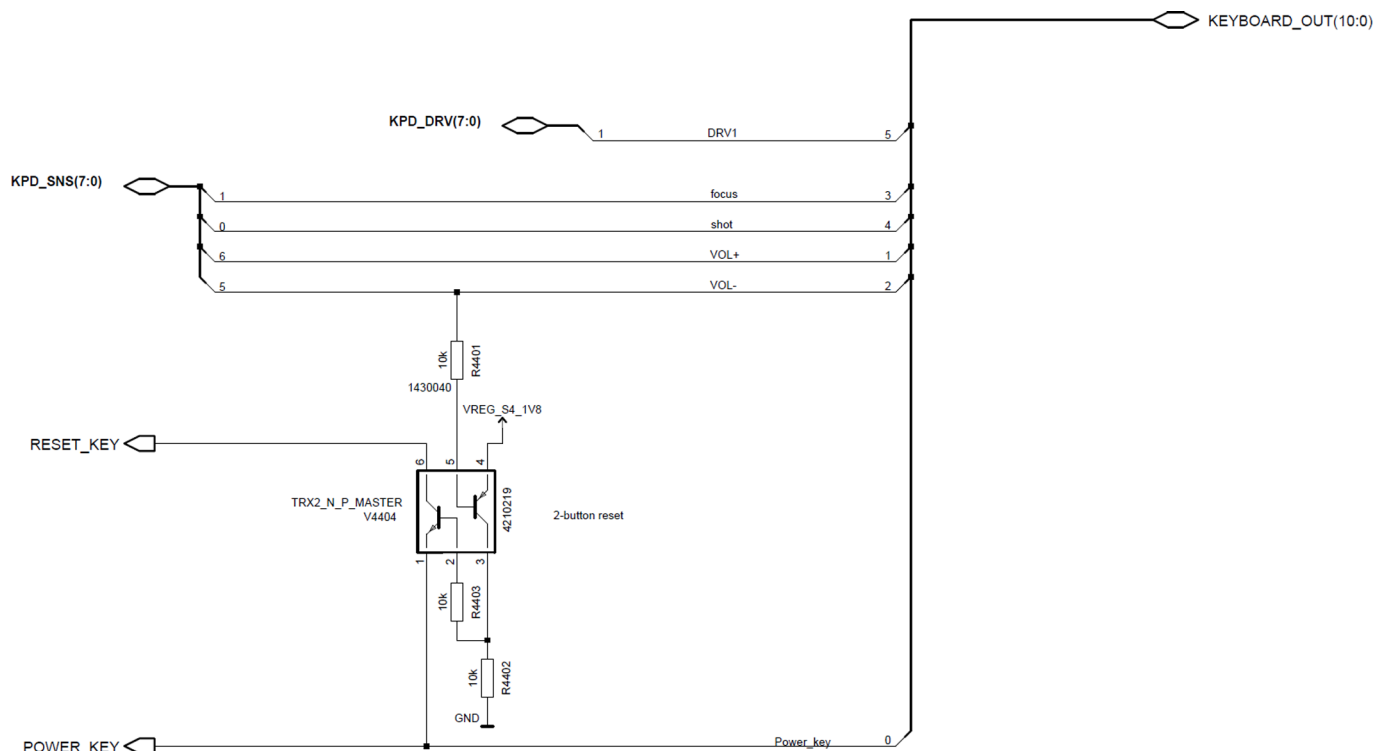 KEYBOARD_OUT(10:0)
KPD_DRV(7:0)
1 DRV1 5
KPD_SNS(7:0)
1 focus 3
0 shot 4
6 VOL+ 1
5 VOL- 2
10k
R4401
1430040
VREG_S4_1V8
RESET_KEY
6 5 4
TRX2_N_P_MASTER
V4404
4210219
2-button reset
1 2 3
10k
R4403
10k
R4402
GND
POWER_KEY
Power_key 0